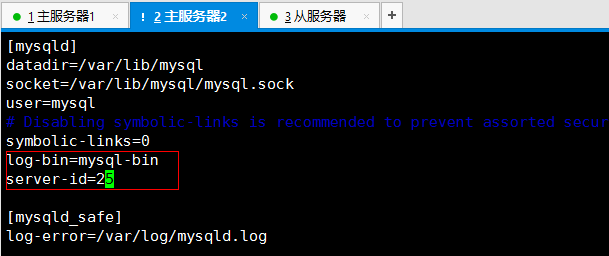 1 主服务器1 × ! 2 主服务器2 × 3 从服务器 × +
[mysqld]
datadir=/var/lib/mysql
socket=/var/lib/mysql/mysql.sock
user=mysql
# Disabling symbolic-links is recommended to prevent assorted secur
symbolic-links=0
log-bin=mysql-bin
server-id=25
[mysqld_safe]
log-error=/var/log/mysqld.log